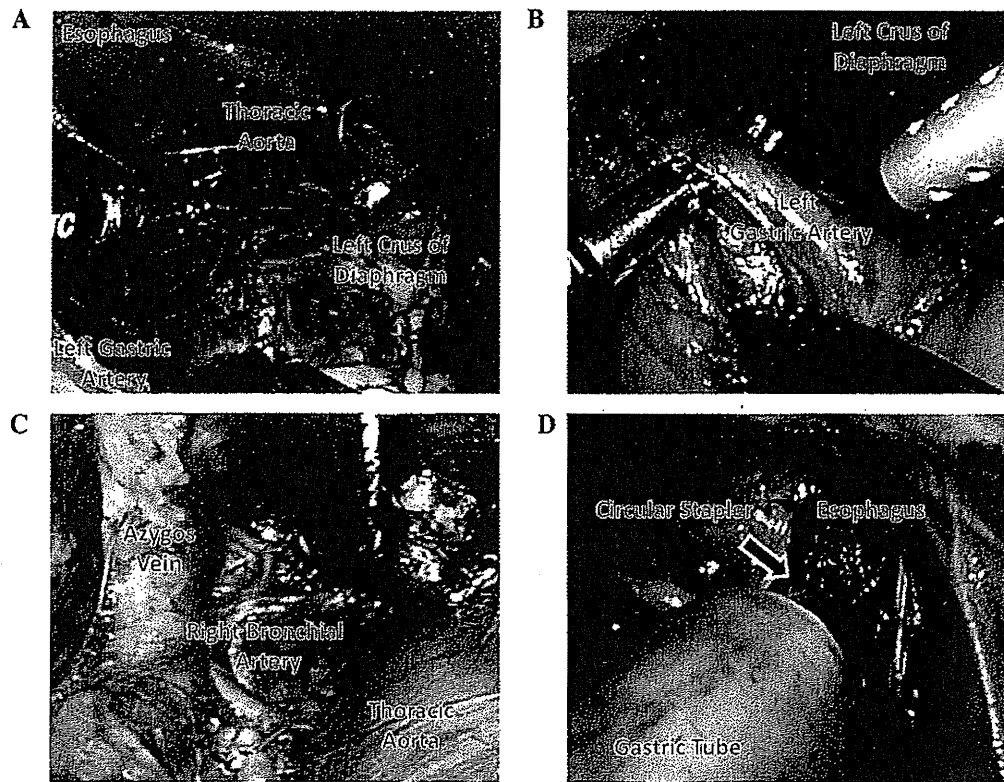 A
Esophagus
Thoracic
Aorta
Left Crus of
Diaphragm
Left Gastric
Artery
B
Left Crus of
Diaphragm
Left
Gastric Artery
C
Azygos
Vein
Right Bronchial
Artery
Thoracic
Aorta
D
Circular Stapler
Esophagus
Gastric Tube